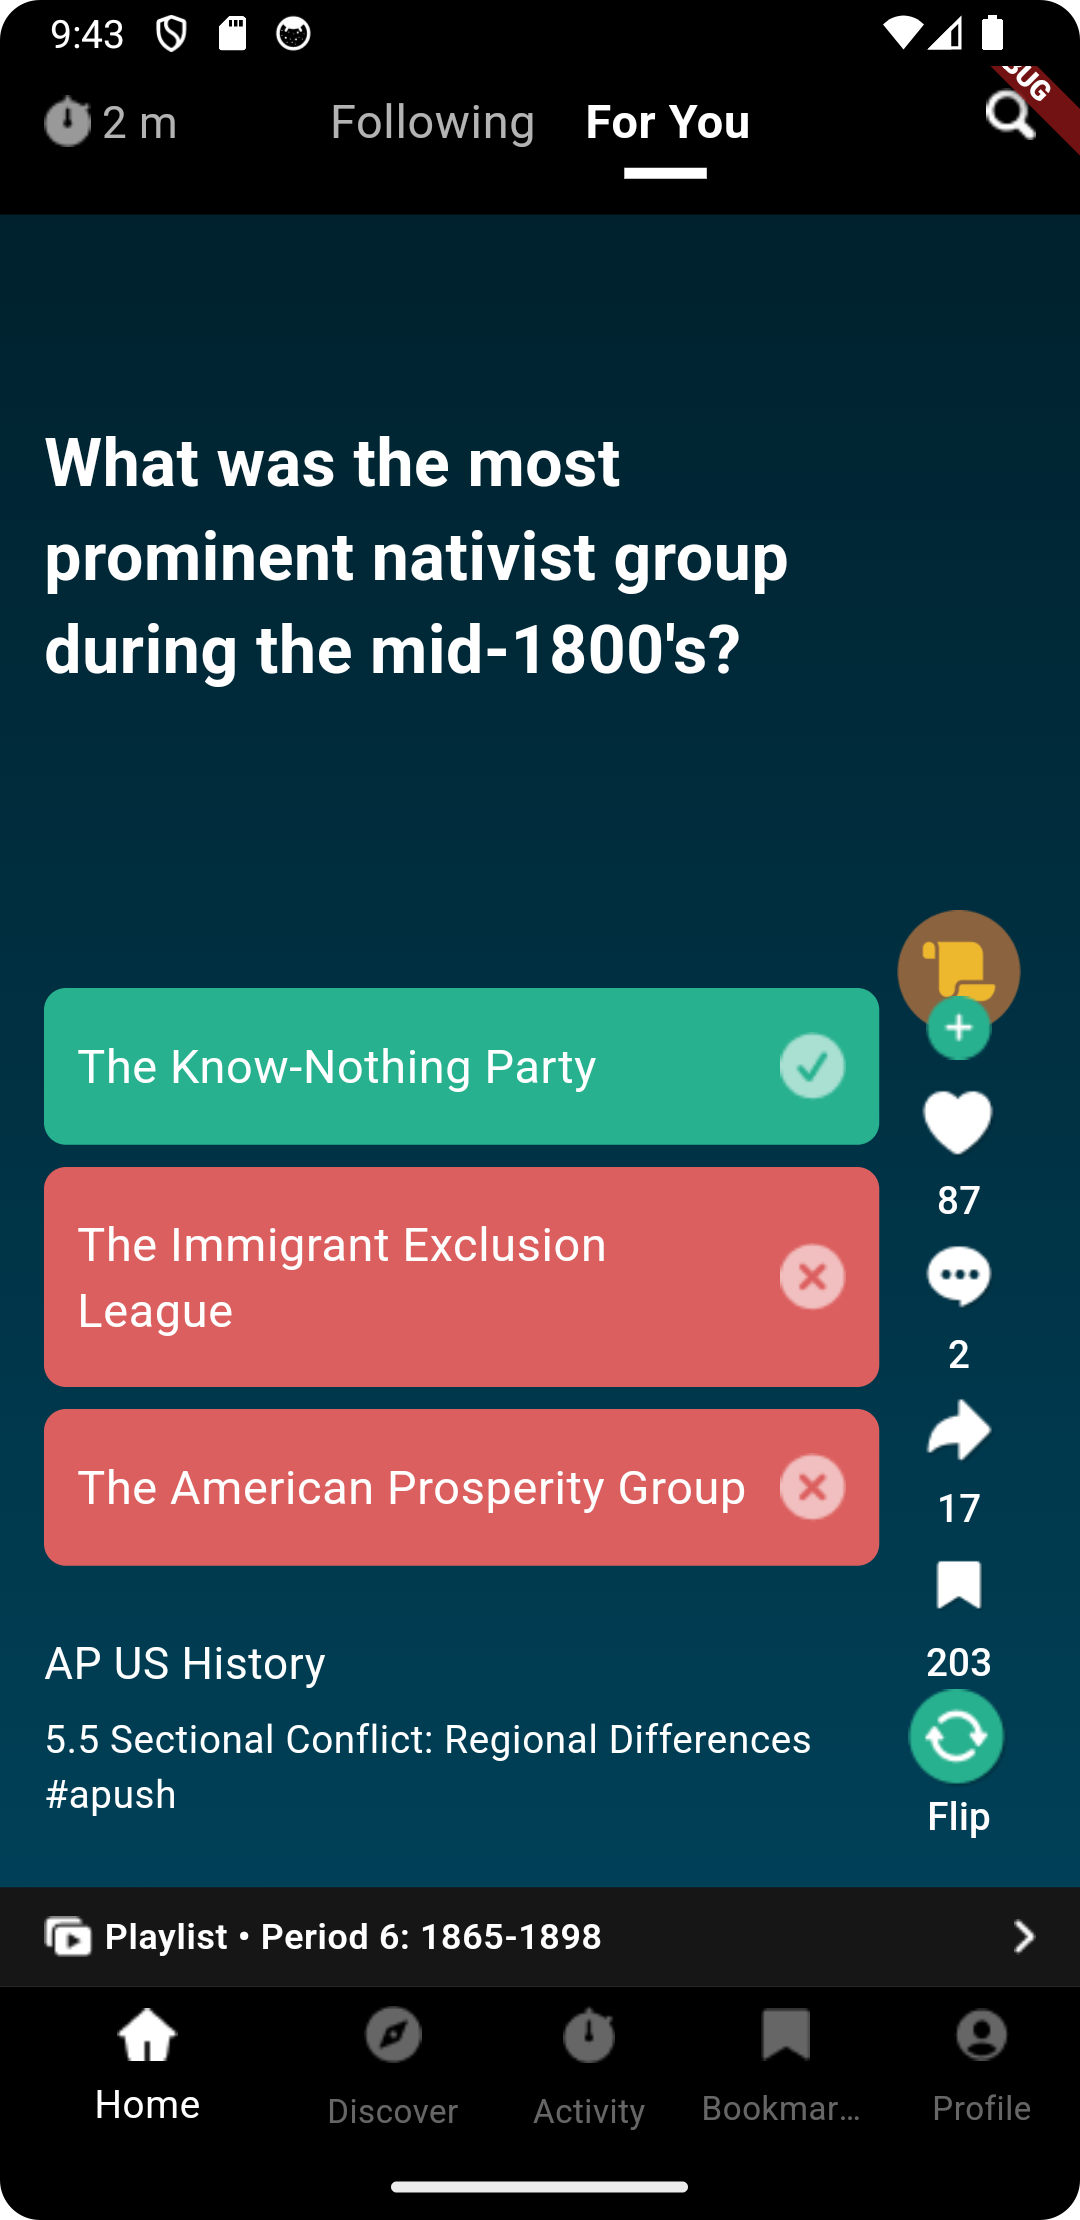 9:43
2 m
Following
For You
What was the most
prominent nativist group
during the mid-1800's?
The Know-Nothing Party
The Immigrant Exclusion
League
The American Prosperity Group
87
2
17
203
Flip
AP US History
5.5 Sectional Conflict: Regional Differences
#apush
Playlist • Period 6: 1865-1898
Home
Discover
Activity
Bookmar...
Profile